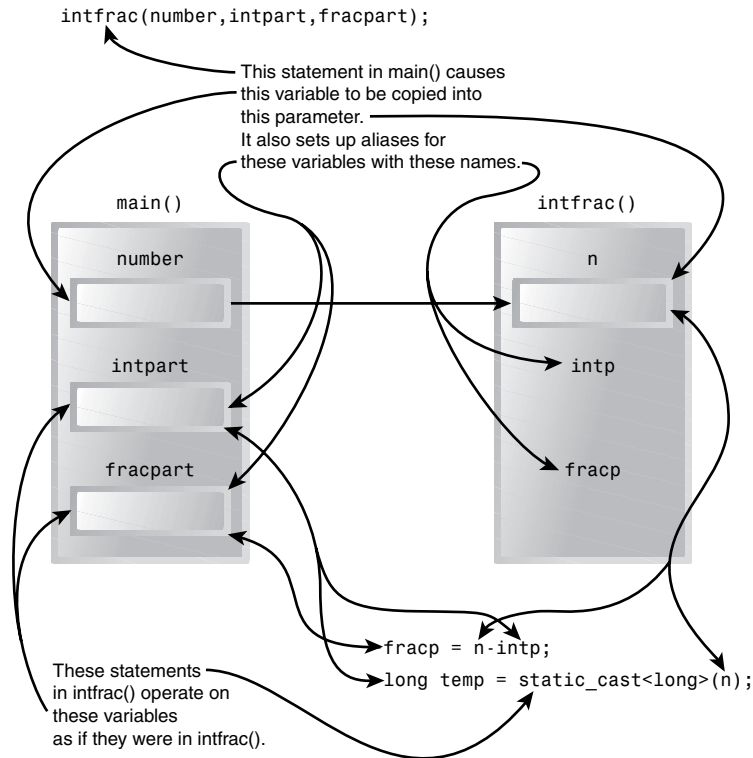 intfrac(number,intpart,fracpart);
This statement in main() causes
this variable to be copied into
this parameter.
It also sets up aliases for
these variables with these names.
main()
intfrac()
number
n
intpart
intp
fracpart
fracp
fracp = n-intp;
long temp = static_cast<long>(n);
These statements
in intfrac() operate on
these variables
as if they were in intfrac().